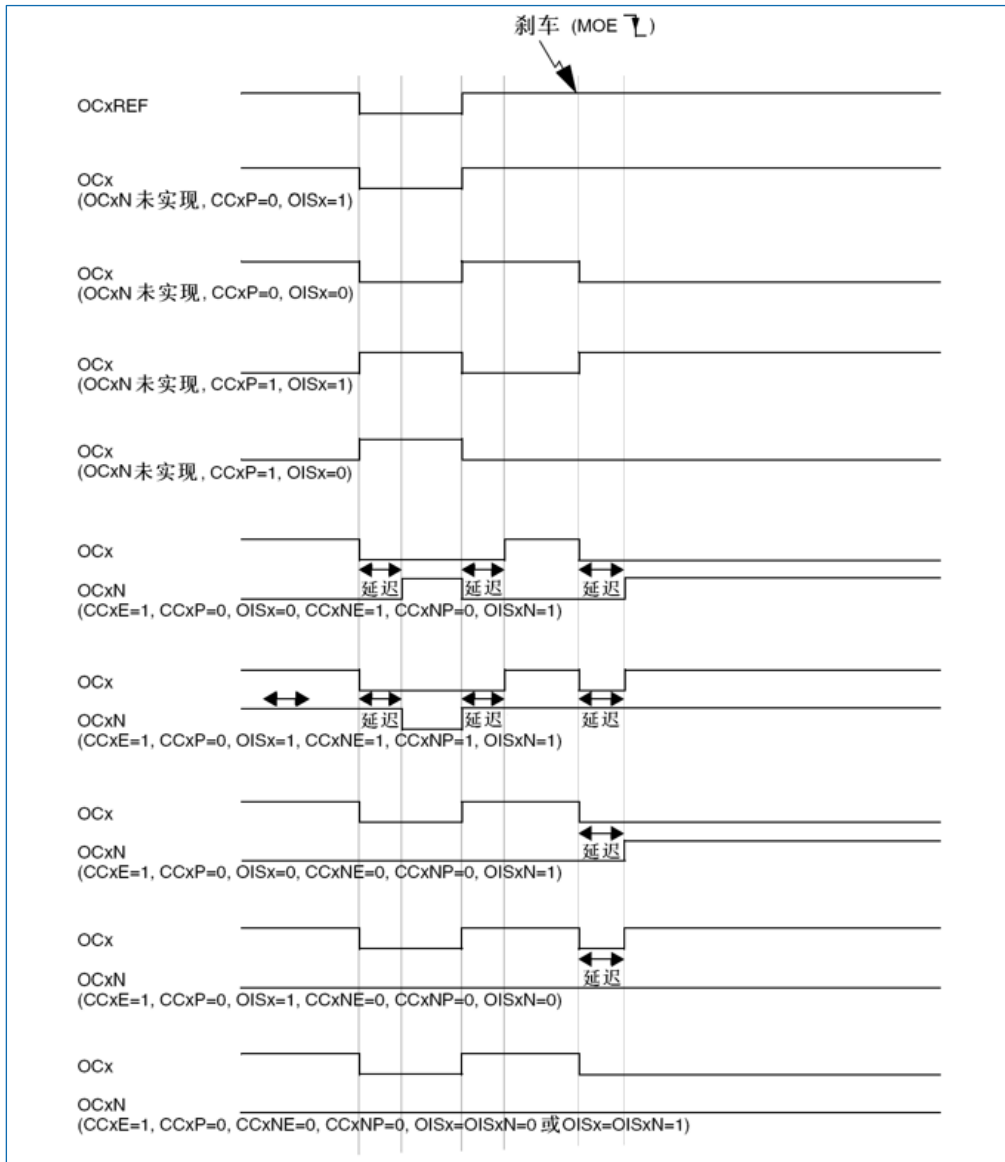 刹车 (MOE )
OCxREF
OCx
(OCxN 未实现, CCxP=0, OISx=1)
OCx
(OCxN 未实现, CCxP=0, OISx=0)
OCx
(OCxN 未实现, CCxP=1, OISx=1)
OCx
(OCxN 未实现, CCxP=1, OISx=0)
OCx
延迟 延迟 延迟
OCxN
(CCxE=1, CCxP=0, OISx=0, CCxNE=1, CCxNP=0, OISxN=1)
OCx
延迟 延迟 延迟
OCxN
(CCxE=1, CCxP=0, OISx=1, CCxNE=1, CCxNP=1, OISxN=1)
OCx
延迟
OCxN
(CCxE=1, CCxP=0, OISx=0, CCxNE=0, CCxNP=0, OISxN=1)
OCx
延迟
OCxN
(CCxE=1, CCxP=0, OISx=1, CCxNE=0, CCxNP=0, OISxN=0)
OCx
OCxN
(CCxE=1, CCxP=0, CCxNE=0, CCxNP=0, OISx=OISxN=0 或OISx=OISxN=1)